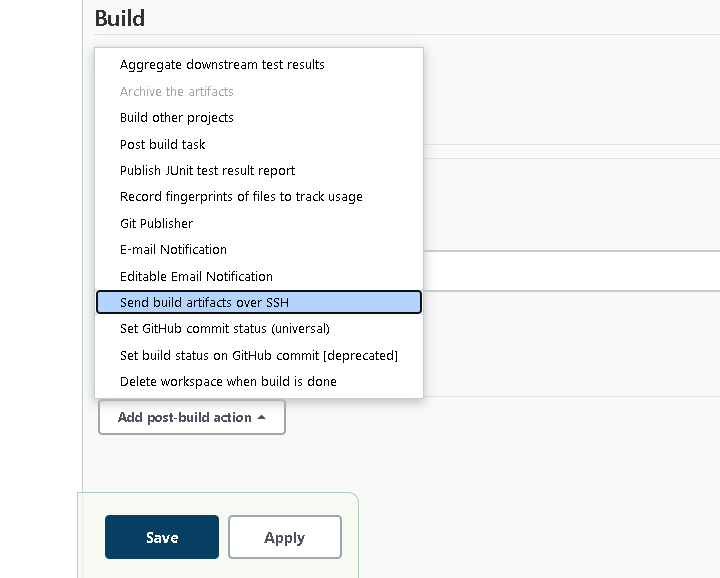 Build
Aggregate downstream test results
Archive the artifacts
Build other projects
Post build task
Publish JUnit test result report
Record fingerprints of files to track usage
Git Publisher
E-mail Notification
Editable Email Notification
Send build artifacts over SSH
Set GitHub commit status (universal)
Set build status on GitHub commit [deprecated]
Delete workspace when build is done
Add post-build action
Save
Apply